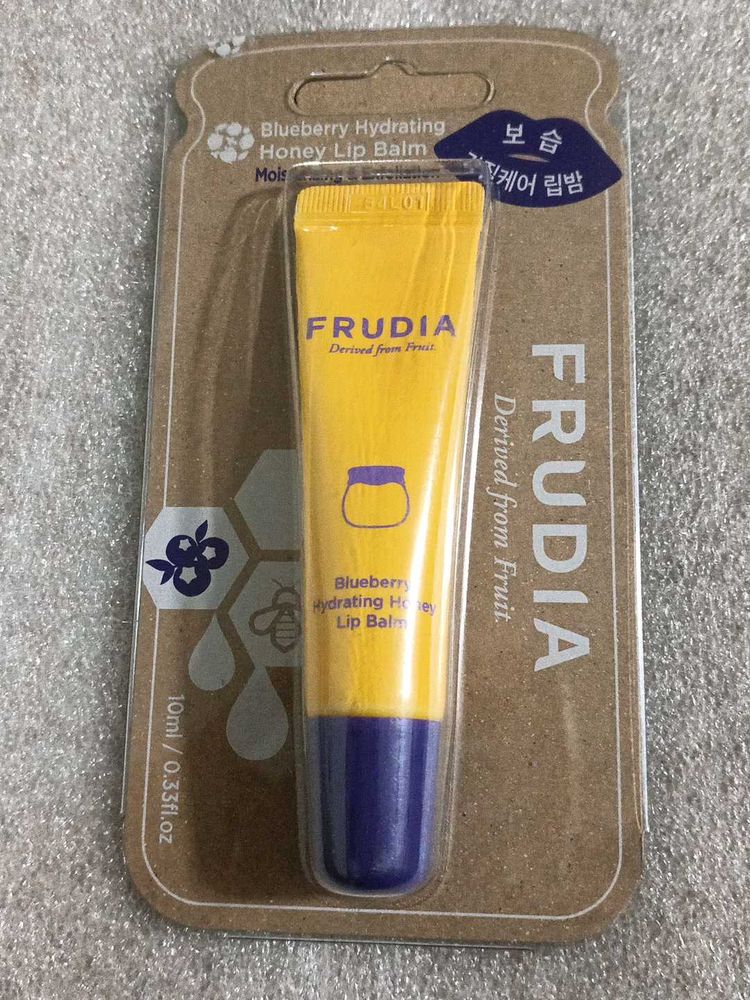 Blueberry Hydrating
Honey Lip Balm
보 습
립밤
54L01
FRUDIA
Derived from Fruit.
Blueberry
Hydrating Honey
Lip Balm
FRUDIA
Derived from Fruit.
10ml / 0.33fl.oz